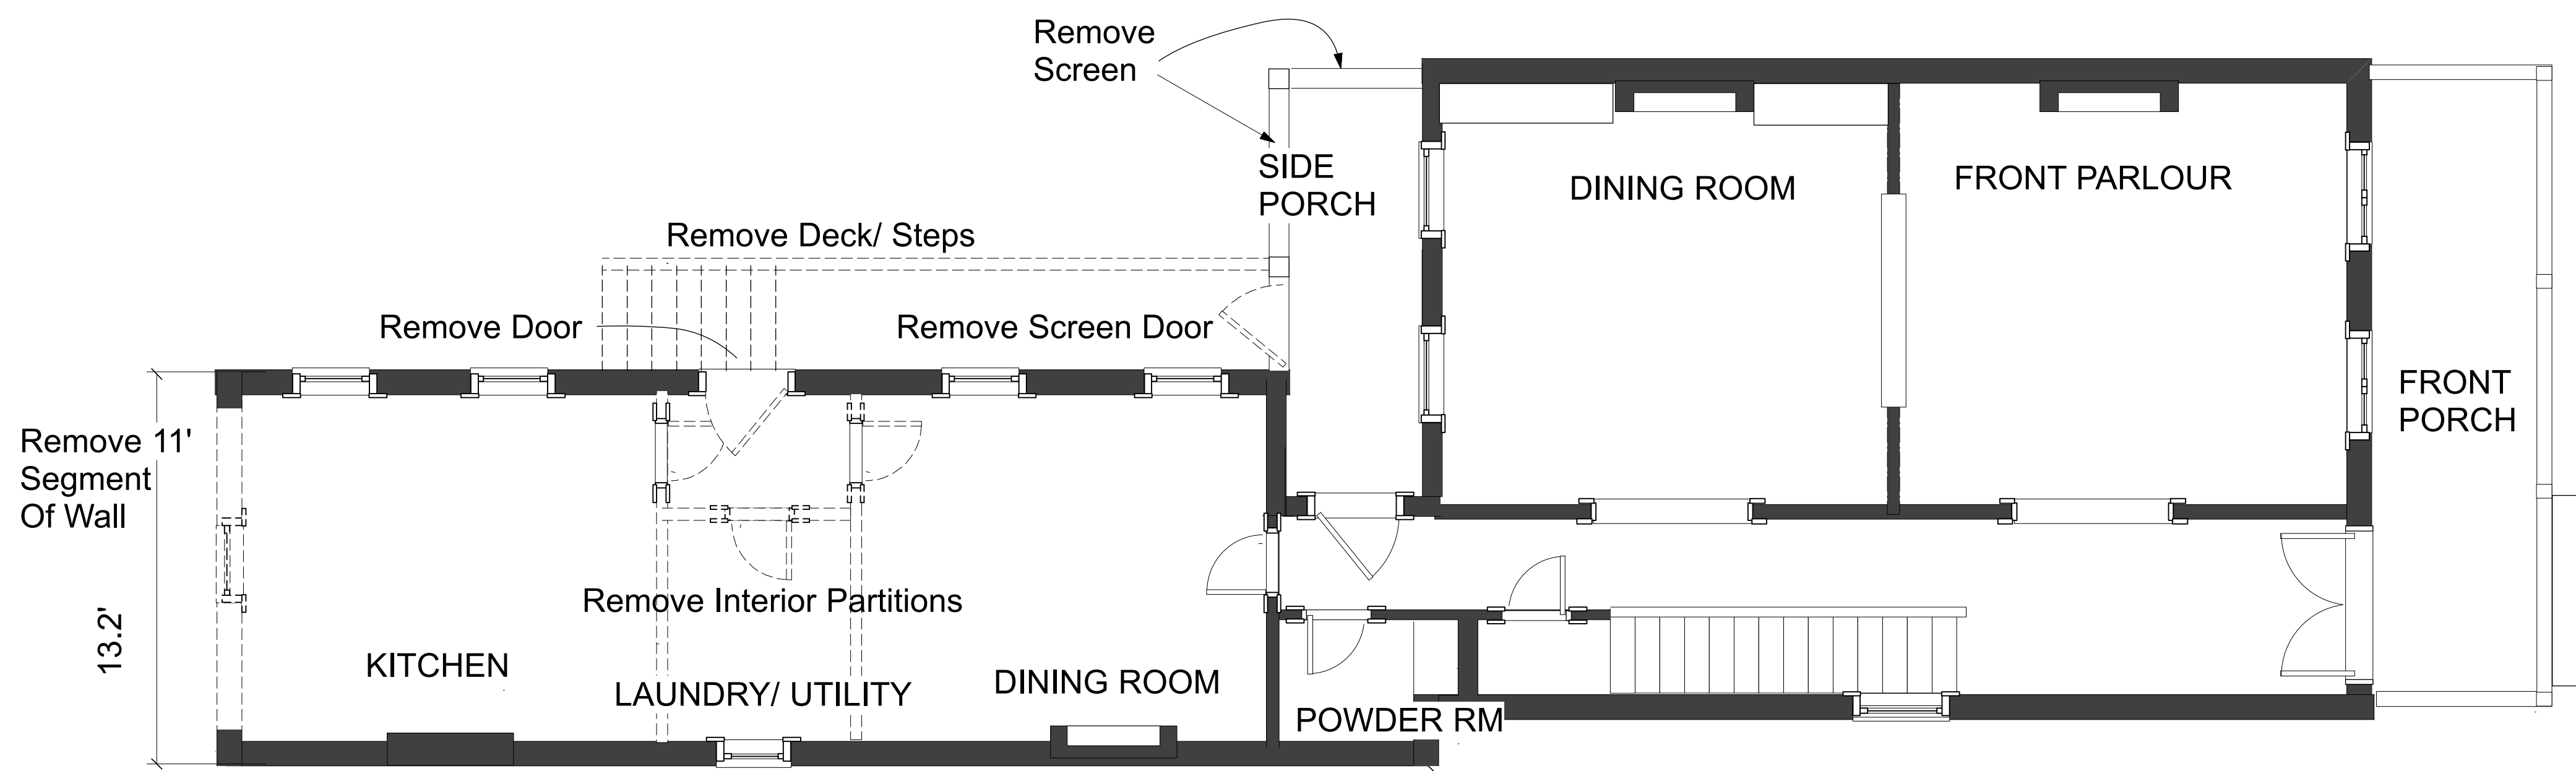 Remove
Screen
SIDE
PORCH
DINING ROOM
FRONT PARLOUR
Remove Deck/ Steps
Remove Door
Remove Screen Door
FRONT
PORCH
Remove 11'
Segment
Of Wall
13.2'
Remove Interior Partitions
KITCHEN
LAUNDRY/ UTILITY
DINING ROOM
POWDER RM